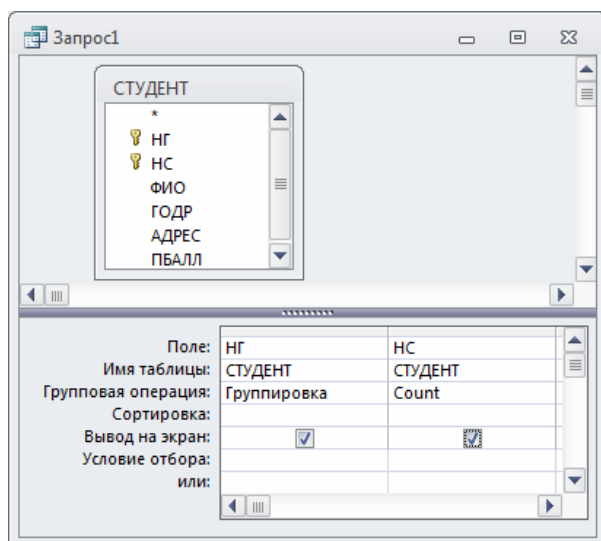 Запрос1
СТУДЕНТ
*
НГ
НС
ФИО
ГОДР
АДРЕС
ПБАЛЛ
Поле: НГ НС
Имя таблицы: СТУДЕНТ СТУДЕНТ
Групповая операция: Группировка Count
Сортировка:
Вывод на экран:
Условие отбора:
или: